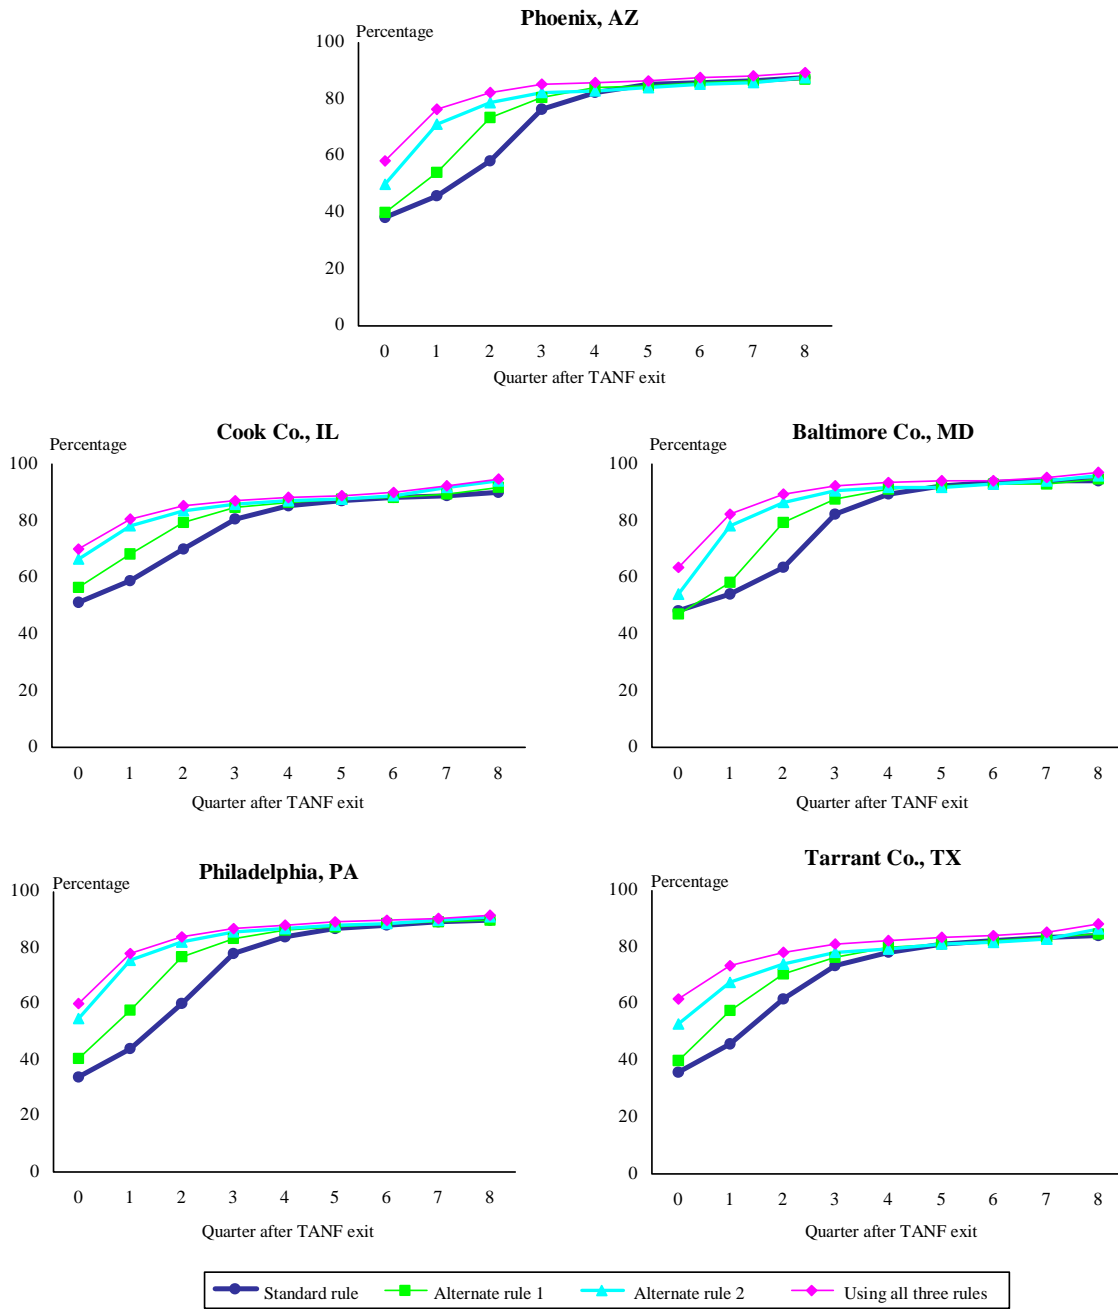 Phoenix, AZ
Percentage
100
80
60
40
20
0
0 1 2 3 4 5 6 7 8
Quarter after TANF exit
Cook Co., IL
Percentage
100
80
60
40
20
0
0 1 2 3 4 5 6 7 8
Quarter after TANF exit
Baltimore Co., MD
Percentage
100
80
60
40
20
0
0 1 2 3 4 5 6 7 8
Quarter after TANF exit
Philadelphia, PA
Percentage
100
80
60
40
20
0
0 1 2 3 4 5 6 7 8
Quarter after TANF exit
Tarrant Co., TX
Percentage
100
80
60
40
20
0
0 1 2 3 4 5 6 7 8
Quarter after TANF exit
Standard rule Alternate rule 1 Alternate rule 2 Using all three rules